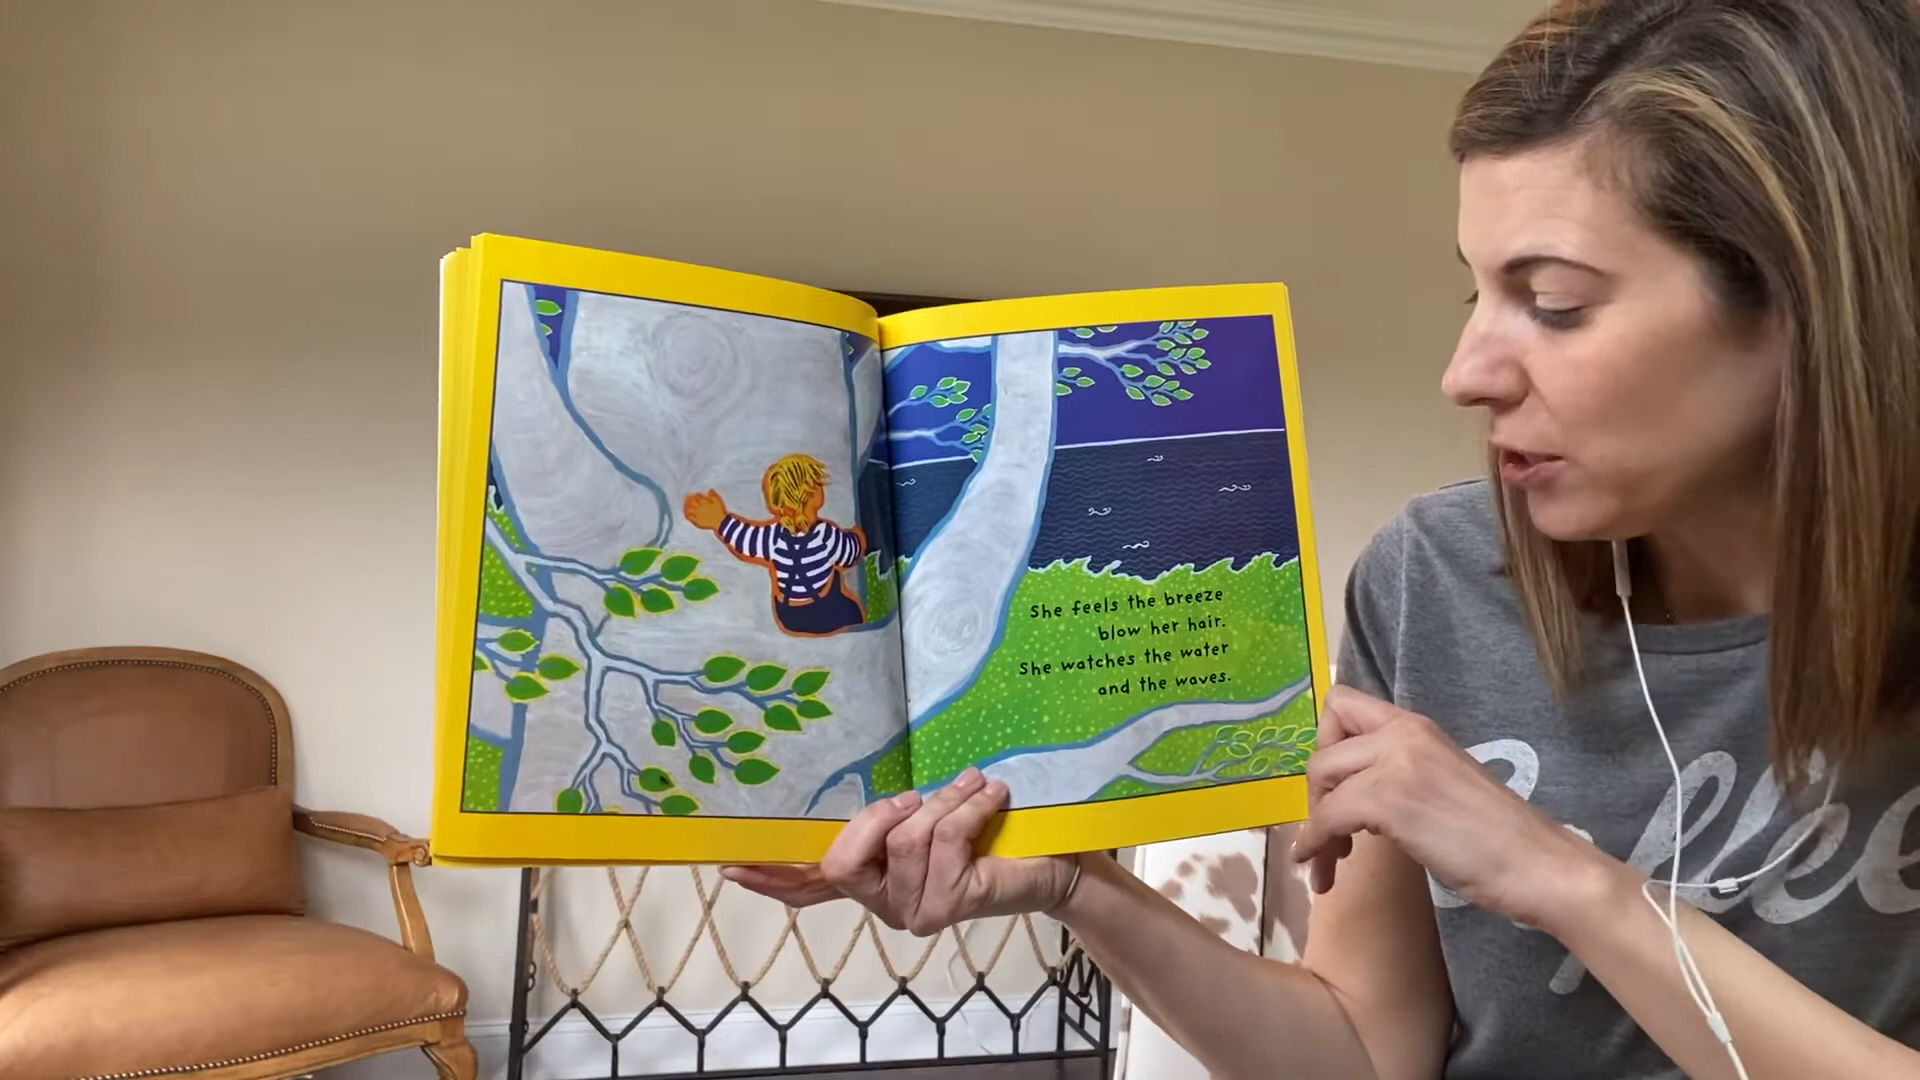 She feels the breeze
blow her hair.
She watches the water
and the waves.